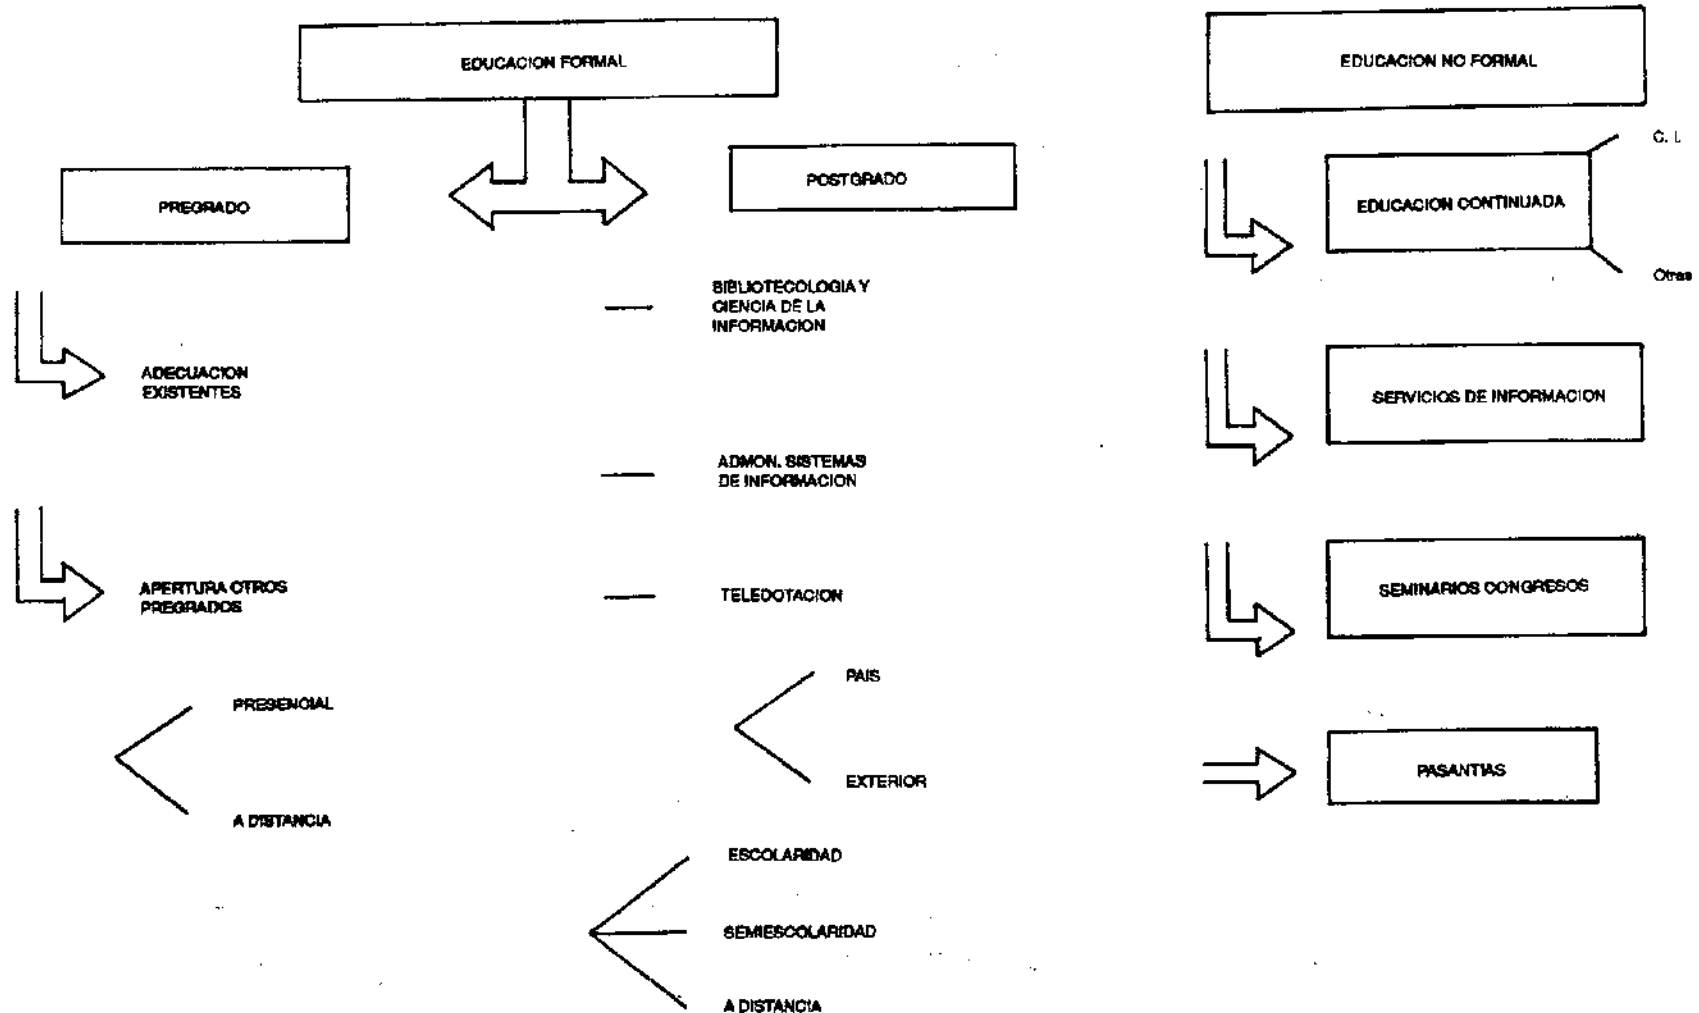 EDUCACION FORMAL
PREGRADO
POSTGRADO
ADECUACION
EXISTENTES
APERTURA OTROS
PREGRADOS
PRESENCIAL
A DISTANCIA
BIBLIOTECOLOGIA Y
CIENCIA DE LA
INFORMACION
ADMON. SISTEMAS
DE INFORMACION
TELEDOTACION
PAIS
EXTERIOR
ESCOLARIDAD
SEMIESCOLARIDAD
A DISTANCIA
EDUCACION NO FORMAL
EDUCACION CONTINUADA
C. I.
Otras
SERVICIOS DE INFORMACION
SEMINARIOS CONGRESOS
PASANTIAS